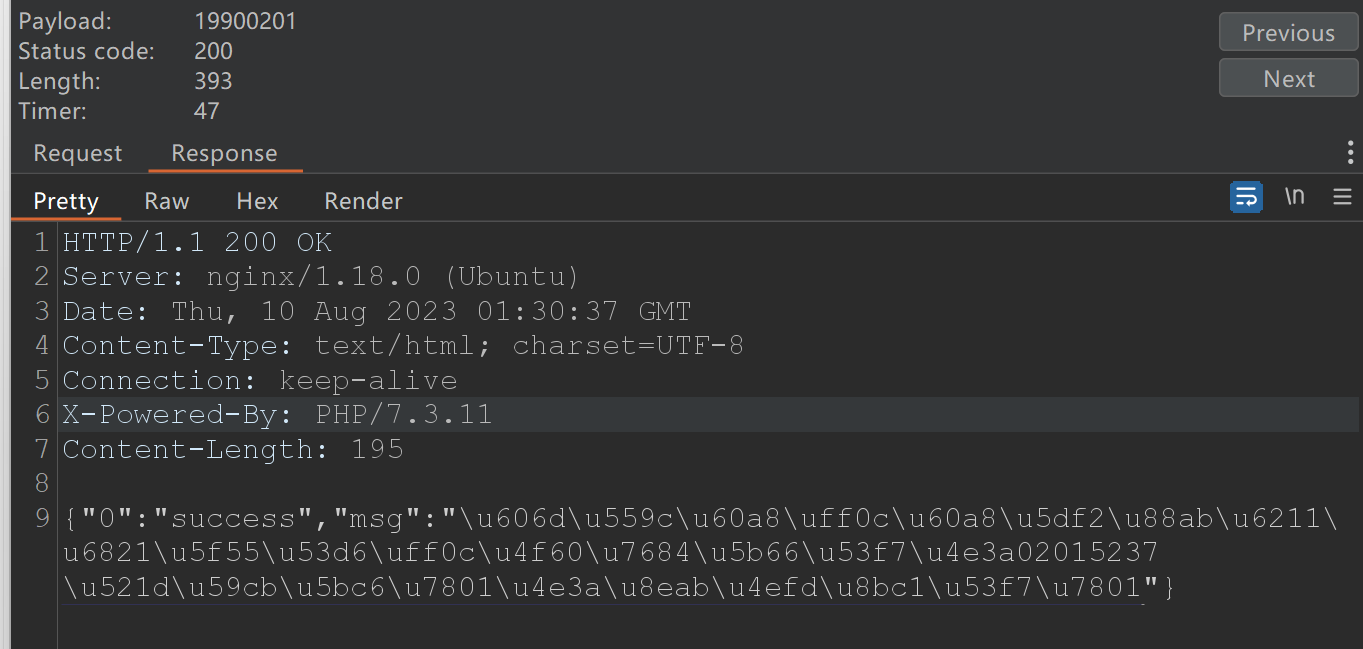 Payload: 19900201
Previous
Status code: 200
Length: 393
Next
Timer: 47
Request Response
Pretty Raw Hex Render \n
1 HTTP/1.1 200 OK
2 Server: nginx/1.18.0 (Ubuntu)
3 Date: Thu, 10 Aug 2023 01:30:37 GMT
4 Content-Type: text/html; charset=UTF-8
5 Connection: keep-alive
6 X-Powered-By: PHP/7.3.11
7 Content-Length: 195
8
9 {"0":"success","msg":"\u606d\u559c\u60a8\uff0c\u60a8\u5df2\u88ab\u6211\
u6821\u5f55\u53d6\uff0c\u4f60\u7684\u5b66\u53f7\u4e3a02015237
\u521d\u59cb\u5bc6\u7801\u4e3a\u8eab\u4efd\u8bc1\u53f7\u7801"}